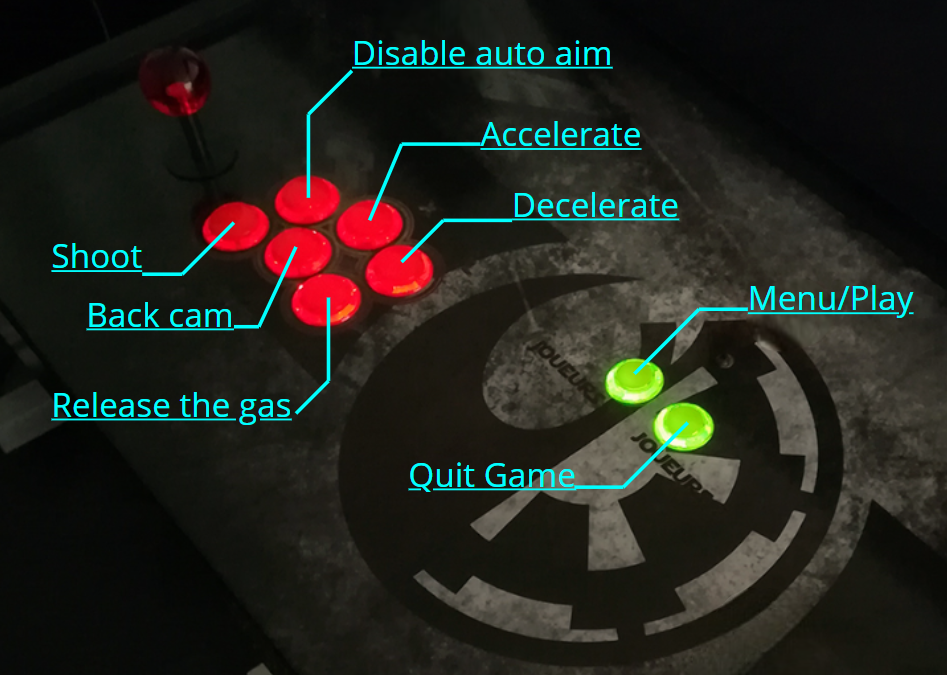 Disable auto aim
Accelerate
Decelerate
Shoot
Back cam
Menu/Play
Release the gas
Quit Game
JOUEUR
JOUEUR